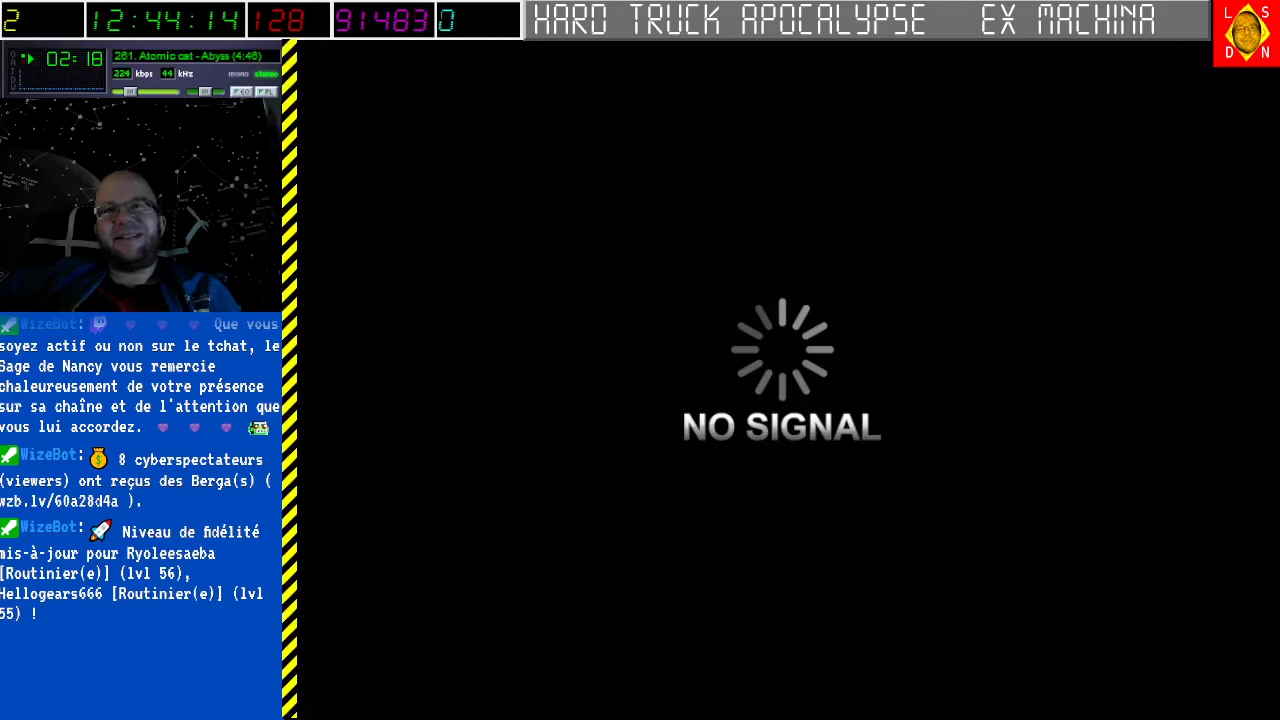 2 12:44:14 128 91483 0 HARD TRUCK APOCALYPSE EX MACHINA
L S
D N
02:18 261. Atomic cat - Abyss (4:46)
224 kbps 44 kHz mono stereo
EQ PL
WizeBot: Que vous
soyez actif ou non sur le tchat, le
Sage de Nancy vous remercie
chaleureusement de votre présence
sur sa chaîne et de l'attention que
vous lui accordez.
WizeBot: 8 cyberspectateurs
(viewers) ont reçus des Berga(s) (
wzb.lv/60a28d4a ).
WizeBot: Niveau de fidélité
mis-à-jour pour Ryoleesaeba
[Routinier(e)] (lvl 56),
Hellogears666 [Routinier(e)] (lvl
55) !
NO SIGNAL